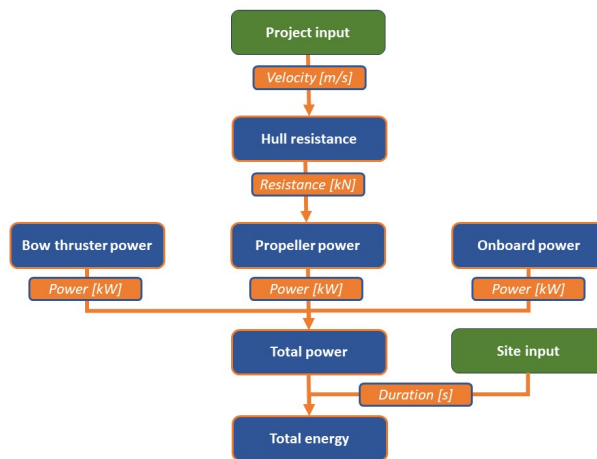 Project input
Velocity [m/s]
Hull resistance
Resistance [kN]
Bow thruster power
Propeller power
Onboard power
Power [kW]
Power [kW]
Power [kW]
Total power
Site input
Duration [s]
Total energy